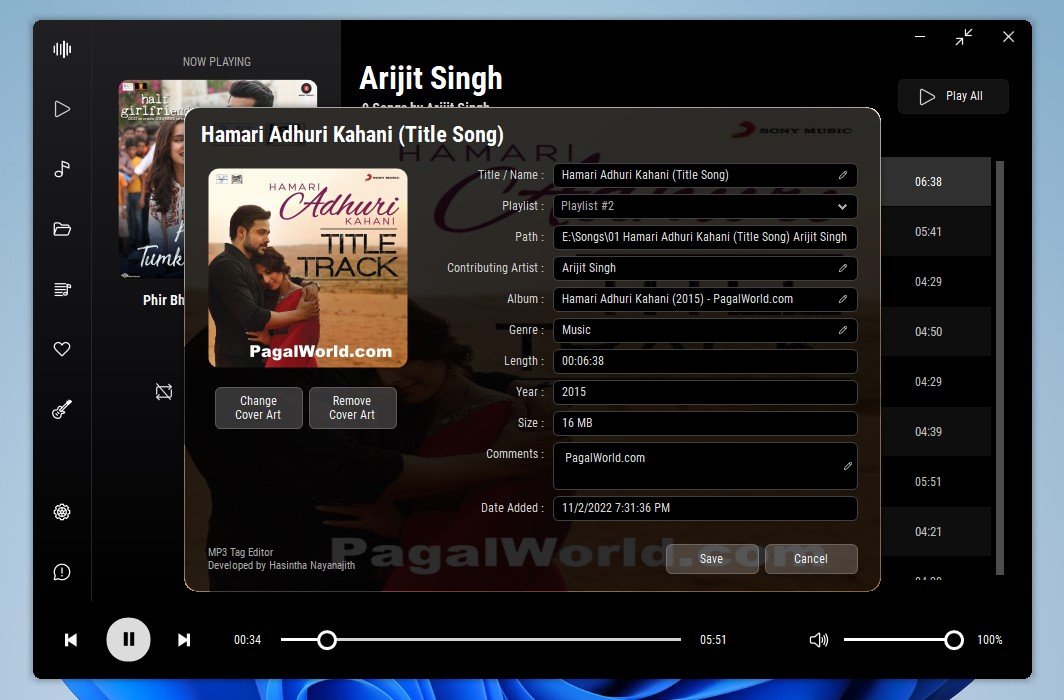 NOW PLAYING
half
girlfriend
Tumk
Phir Bh
Arijit Singh
9 Songs by Arijit Singh
Play All
Hamari Adhuri Kahani (Title Song)
SONY MUSIC
HAMARI
Adhuri
KAHANI
TITLE
TRACK
PagalWorld.com
Change
Cover Art
Remove
Cover Art
Title / Name : Hamari Adhuri Kahani (Title Song)
Playlist : Playlist #2
Path : E:\Songs\01 Hamari Adhuri Kahani (Title Song) Arijit Singh
Contributing Artist : Arijit Singh
Album : Hamari Adhuri Kahani (2015) - PagalWorld.com
Genre : Music
Length : 00:06:38
Year : 2015
Size : 16 MB
Comments : PagalWorld.com
Date Added : 11/2/2022 7:31:36 PM
HAMARI
Adhuri
SONY MUSIC
PagalWorld.com
MP3 Tag Editor
Developed by Hasintha Nayanajith
Save
Cancel
06:38
05:41
04:29
04:50
04:29
04:39
05:51
04:21
00:34
05:51
100%